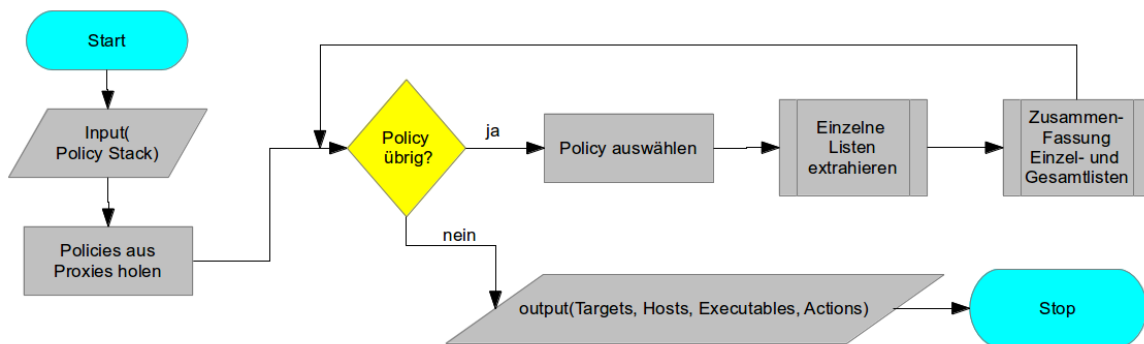 Start
Input(
Policy Stack)
Policies aus
Proxies holen
Policy
übrig?
ja
Policy auswählen
Einzelne
Listen
extrahieren
Zusammen-
Fassung
Einzel- und
Gesamtlisten
nein
output(Targets, Hosts, Executables, Actions)
Stop